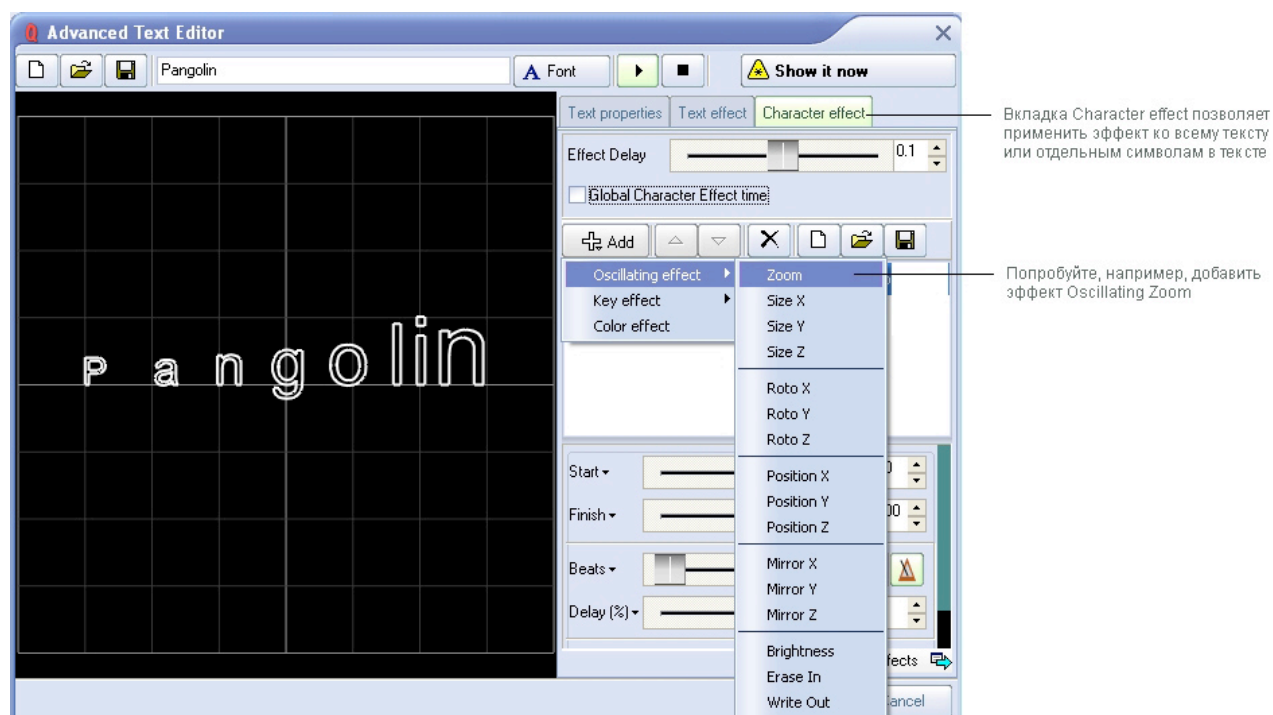 Advanced Text Editor
Pangolin
Font
Show it now
Text properties
Text effect
Character effect
Вкладка Character effect позволяет
применить эффект ко всему тексту
или отдельным символам в тексте
Effect Delay
0.1
Global Character Effect time
Add
Oscillating effect
Key effect
Color effect
Zoom
Size X
Size Y
Size Z
Roto X
Roto Y
Roto Z
Position X
Position Y
Position Z
Mirror X
Mirror Y
Mirror Z
Brightness
Erase In
Write Out
Попробуйте, например, добавить
эффект Oscillating Zoom
Pangolin
Start
Finish
Beats
Delay (%)